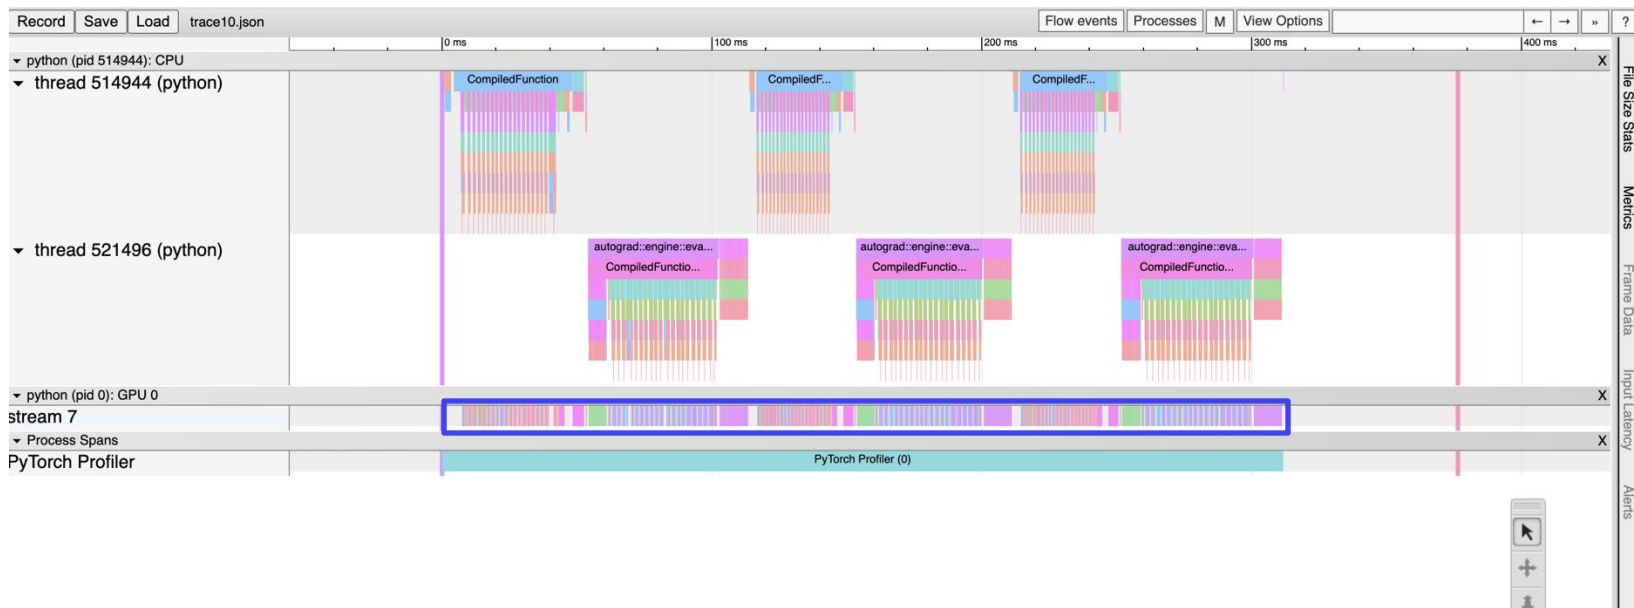 Record Save Load trace10.json Flow events Processes M View Options ← → » ?
0 ms 100 ms 200 ms 300 ms 400 ms
python (pid 514944): CPU X
thread 514944 (python)
CompiledFunction CompiledF... CompiledF...
thread 521496 (python)
autograd::engine::eva... autograd::engine::eva... autograd::engine::eva...
CompiledFunctio... CompiledFunctio... CompiledFunctio...
python (pid 0): GPU 0 X
stream 7
Process Spans X
PyTorch Profiler PyTorch Profiler (0)
File Size Stats
Metrics
Frame Data
Input Latency
Alerts